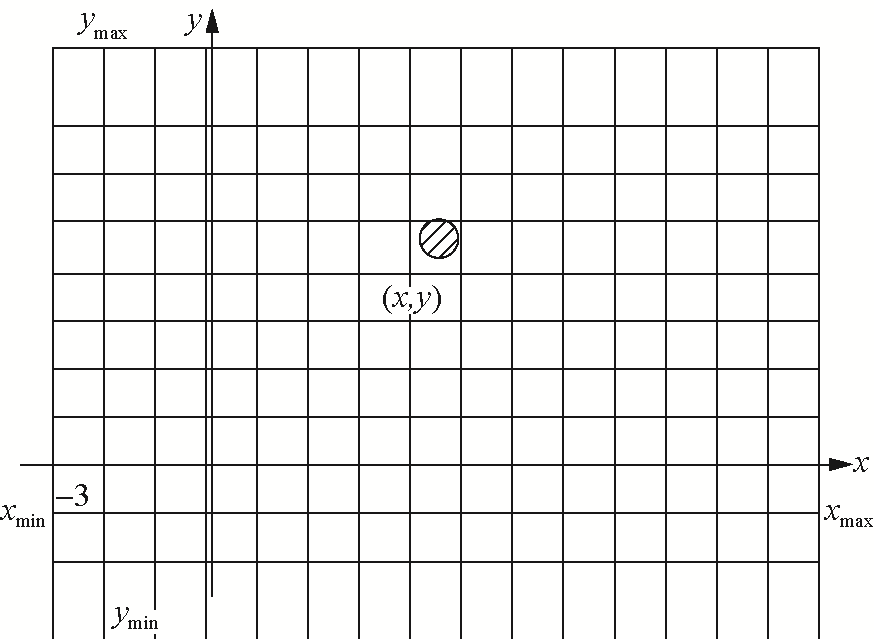 y_max
y
(x,y)
x
–3
x_min
x_max
y_min